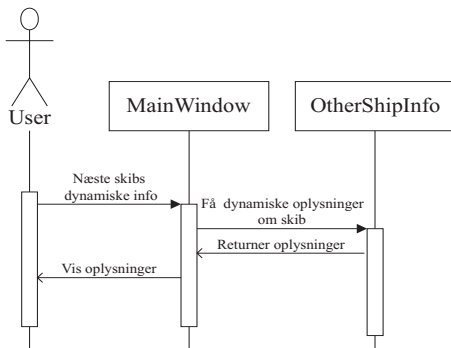 User
MainWindow
OtherShipInfo
Næste skibs
dynamiske info
Få dynamiske oplysninger
om skib
Returner oplysninger
Vis oplysninger